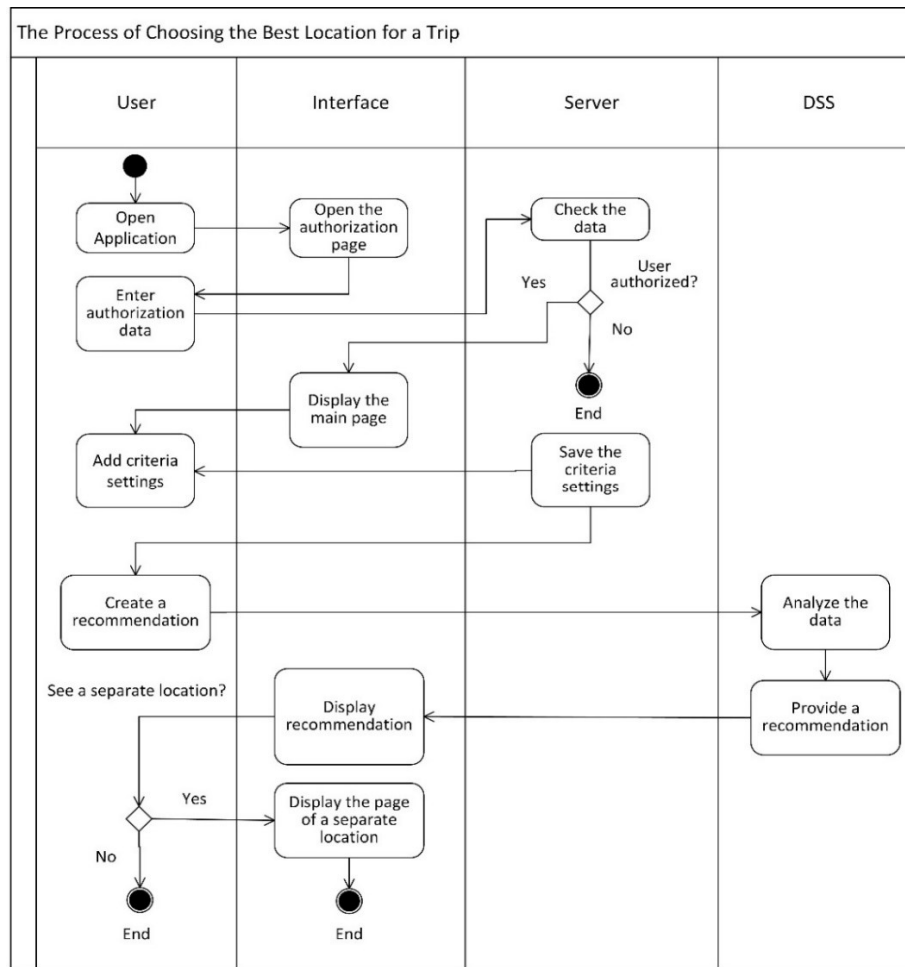 The Process of Choosing the Best Location for a Trip
User
Interface
Server
DSS
Open
Application
Open the
authorization
page
Check the
data
User
authorized?
Yes
No
End
Enter
authorization
data
Display the
main page
Add criteria
settings
Save the
criteria
settings
Create a
recommendation
Analyze the
data
Provide a
recommendation
Display
recommendation
See a separate location?
Yes
No
Display the page
of a separate
location
End
End